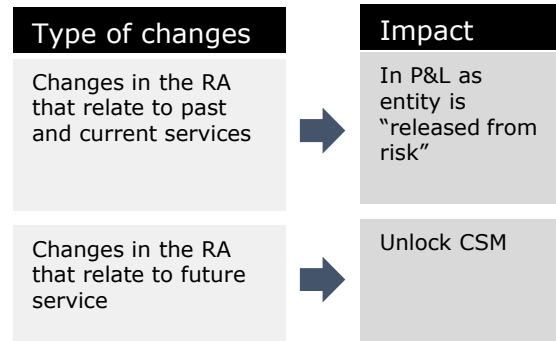 Type of changes
Impact
Changes in the RA
that relate to past
and current services
In P&L as
entity is
“released from
risk”
Changes in the RA
that relate to future
service
Unlock CSM